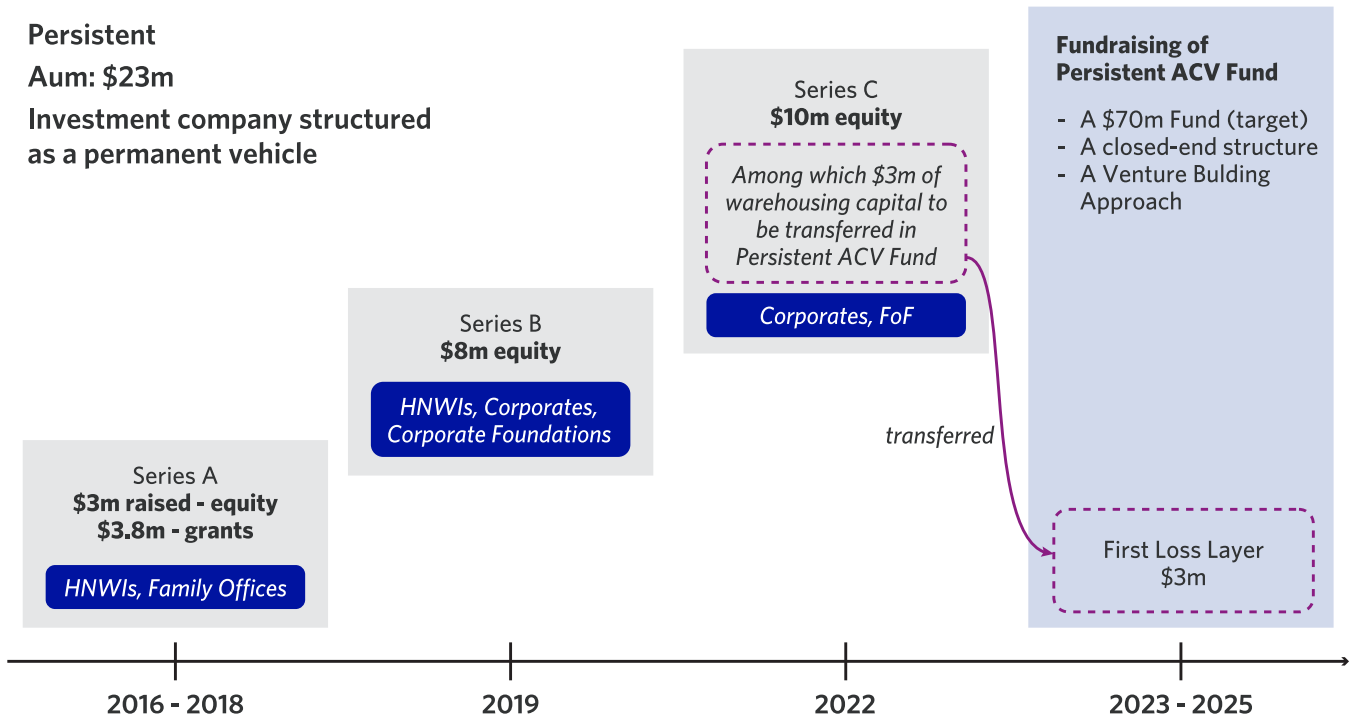 Persistent
Aum: $23m
Investment company structured
as a permanent vehicle
Series A
$3m raised - equity
$3.8m - grants
HNWIs, Family Offices
Series B
$8m equity
HNWIs, Corporates,
Corporate Foundations
Series C
$10m equity
Among which $3m of
warehousing capital to
be transferred in
Persistent ACV Fund
Corporates, FoF
transferred
Fundraising of
Persistent ACV Fund
- A $70m Fund (target)
- A closed-end structure
- A Venture Bulding
Approach
First Loss Layer
$3m
2016 - 2018
2019
2022
2023 - 2025